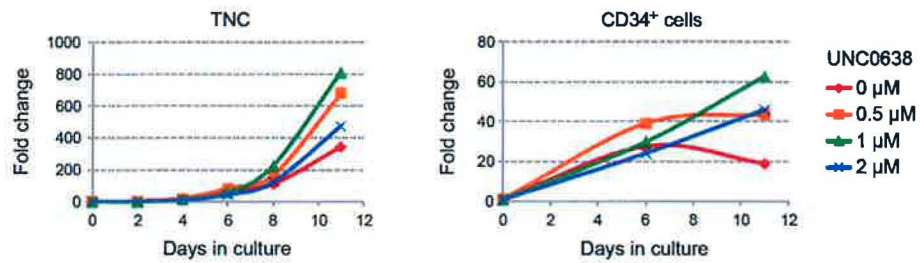 TNC
1000
800
600
400
200
0
0 2 4 6 8 10 12
Fold change
Days in culture
CD34⁺ cells
80
60
40
20
0
0 2 4 6 8 10 12
Fold change
Days in culture
UNC0638
0 µM
0.5 µM
1 µM
2 µM